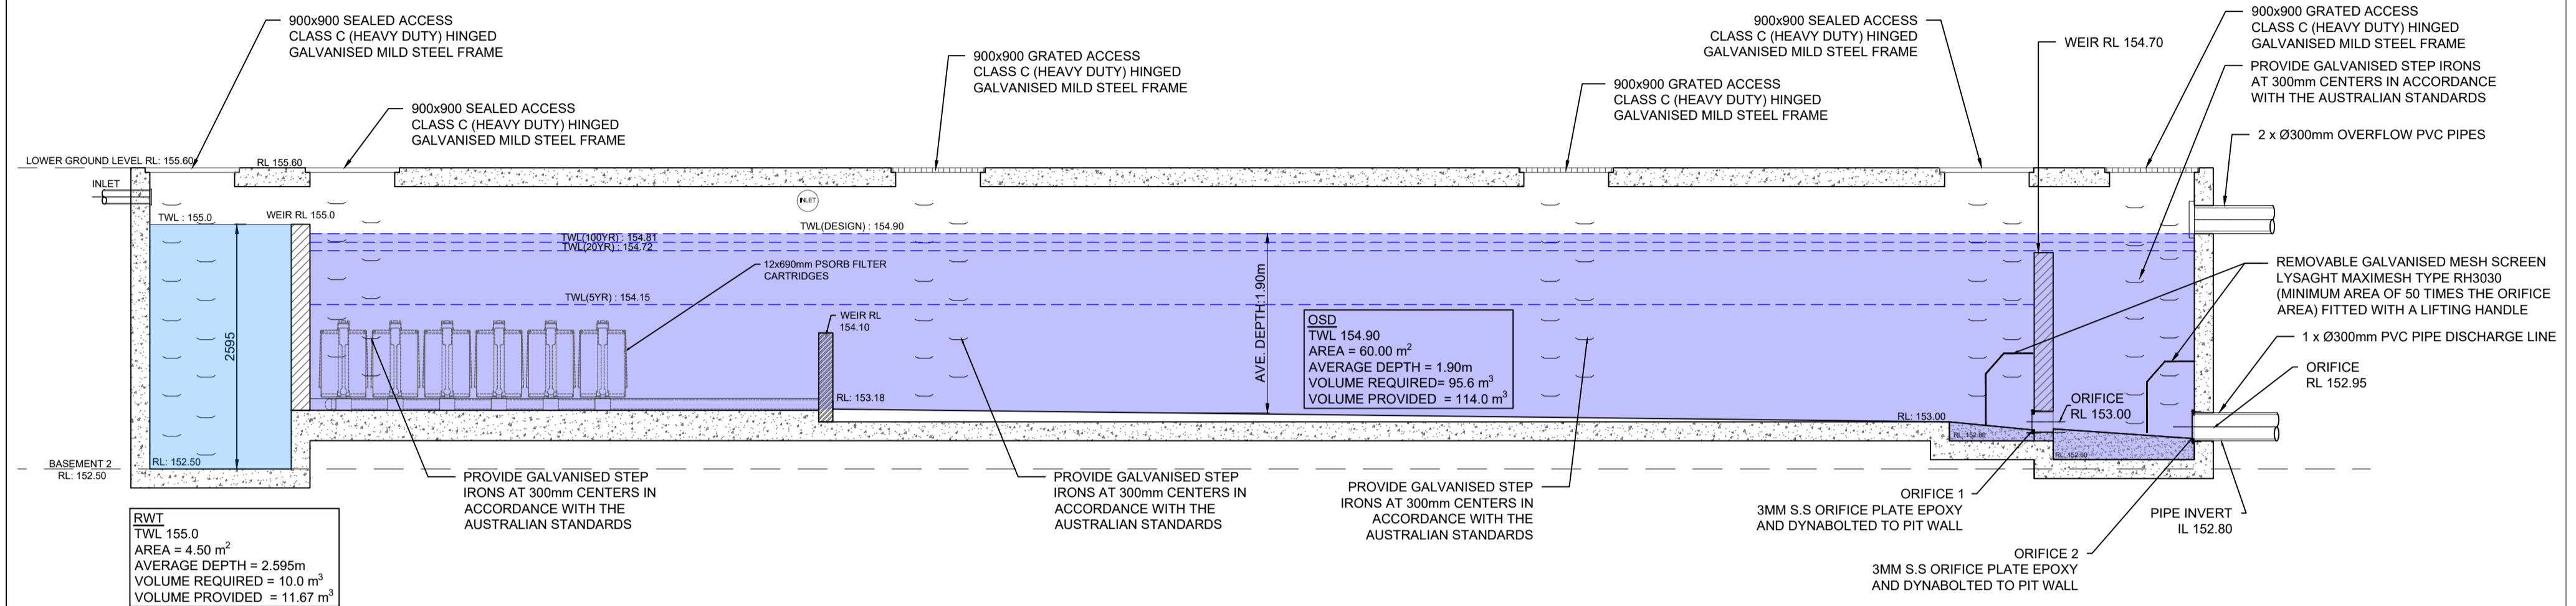 900x900 SEALED ACCESS
CLASS C (HEAVY DUTY) HINGED
GALVANISED MILD STEEL FRAME
900x900 SEALED ACCESS
CLASS C (HEAVY DUTY) HINGED
GALVANISED MILD STEEL FRAME
900x900 GRATED ACCESS
CLASS C (HEAVY DUTY) HINGED
GALVANISED MILD STEEL FRAME
900x900 GRATED ACCESS
CLASS C (HEAVY DUTY) HINGED
GALVANISED MILD STEEL FRAME
900x900 SEALED ACCESS
CLASS C (HEAVY DUTY) HINGED
GALVANISED MILD STEEL FRAME
WEIR RL 154.70
900x900 GRATED ACCESS
CLASS C (HEAVY DUTY) HINGED
GALVANISED MILD STEEL FRAME
PROVIDE GALVANISED STEP IRONS
AT 300mm CENTERS IN ACCORDANCE
WITH THE AUSTRALIAN STANDARDS
2 x Ø300mm OVERFLOW PVC PIPES
LOWER GROUND LEVEL RL: 155.60
RL 155.60
INLET
INLET
TWL : 155.0
WEIR RL 155.0
TWL(DESIGN) : 154.90
TWL(100YR) : 154.81
TWL(20YR) : 154.72
12x690mm PSORB FILTER
CARTRIDGES
TWL(5YR) : 154.15
WEIR RL
154.10
2595
AVE. DEPTH:1.90m
OSD
TWL 154.90
AREA = 60.00 m²
AVERAGE DEPTH = 1.90m
VOLUME REQUIRED= 95.6 m³
VOLUME PROVIDED = 114.0 m³
REMOVABLE GALVANISED MESH SCREEN
LYSAGHT MAXIMESH TYPE RH3030
(MINIMUM AREA OF 50 TIMES THE ORIFICE
AREA) FITTED WITH A LIFTING HANDLE
1 x Ø300mm PVC PIPE DISCHARGE LINE
ORIFICE
RL 152.95
RL: 153.18
RL: 153.00
ORIFICE
RL 153.00
RL: 152.80
RL: 152.60
BASEMENT 2
RL: 152.50
RL: 152.50
PROVIDE GALVANISED STEP
IRONS AT 300mm CENTERS IN
ACCORDANCE WITH THE
AUSTRALIAN STANDARDS
PROVIDE GALVANISED STEP
IRONS AT 300mm CENTERS IN
ACCORDANCE WITH THE
AUSTRALIAN STANDARDS
PROVIDE GALVANISED STEP
IRONS AT 300mm CENTERS IN
ACCORDANCE WITH THE
AUSTRALIAN STANDARDS
ORIFICE 1
3MM S.S ORIFICE PLATE EPOXY
AND DYNABOLTED TO PIT WALL
PIPE INVERT
IL 152.80
ORIFICE 2
3MM S.S ORIFICE PLATE EPOXY
AND DYNABOLTED TO PIT WALL
RWT
TWL 155.0
AREA = 4.50 m²
AVERAGE DEPTH = 2.595m
VOLUME REQUIRED = 10.0 m³
VOLUME PROVIDED = 11.67 m³